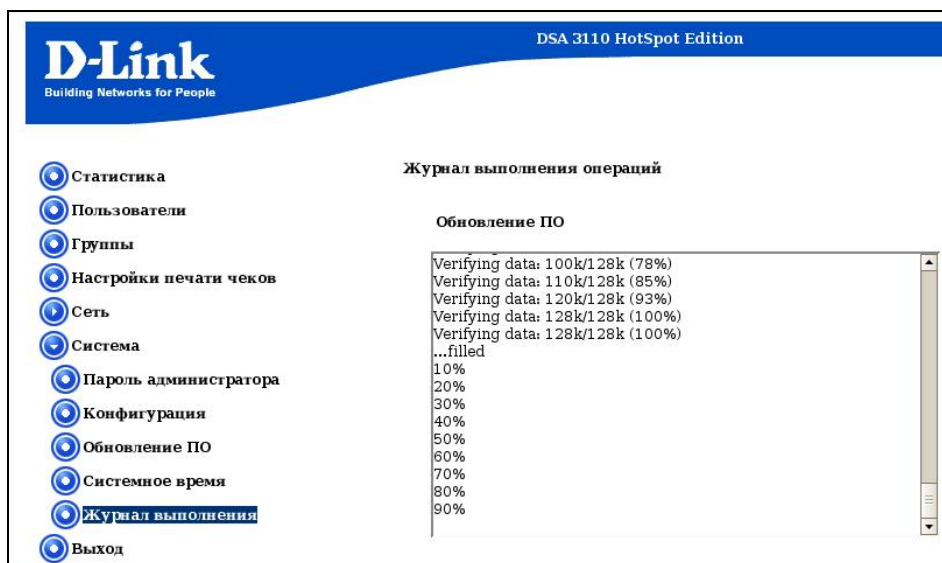 DSA 3110 HotSpot Edition
D-Link
Building Networks for People
Статистика
Пользователи
Группы
Настройки печати чеков
Сеть
Система
Пароль администратора
Конфигурация
Обновление ПО
Системное время
Журнал выполнения
Выход
Журнал выполнения операций
Обновление ПО
Verifying data: 100k/128k (78%)
Verifying data: 110k/128k (85%)
Verifying data: 120k/128k (93%)
Verifying data: 128k/128k (100%)
Verifying data: 128k/128k (100%)
...filled
10%
20%
30%
40%
50%
60%
70%
80%
90%